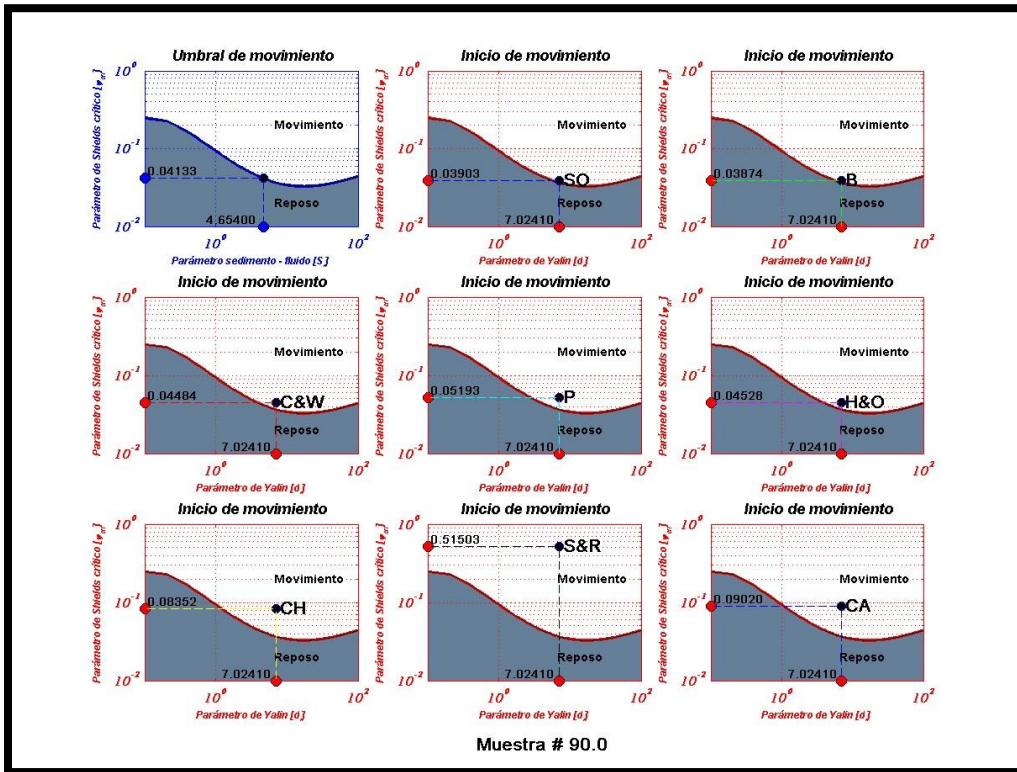 Umbral de movimiento
Parámetro de Shields crítico [ψcr]
10^0
10^-1
10^-2
Movimiento
0.04133
Reposo
4.65400
10^0
10^2
Parámetro sedimento - fluido [S]
Inicio de movimiento
Parámetro de Shields crítico [ψcr]
10^0
10^-1
10^-2
Movimiento
0.03903
SO
Reposo
7.02410
10^0
10^2
Parámetro de Yalin [d]
Inicio de movimiento
Parámetro de Shields crítico [ψcr]
10^0
10^-1
10^-2
Movimiento
0.03874
B
Reposo
7.02410
10^0
10^2
Parámetro de Yalin [d]
Inicio de movimiento
Parámetro de Shields crítico [ψcr]
10^0
10^-1
10^-2
Movimiento
0.04484
C&W
Reposo
7.02410
10^0
10^2
Parámetro de Yalin [d]
Inicio de movimiento
Parámetro de Shields crítico [ψcr]
10^0
10^-1
10^-2
Movimiento
0.05193
P
Reposo
7.02410
10^0
10^2
Parámetro de Yalin [d]
Inicio de movimiento
Parámetro de Shields crítico [ψcr]
10^0
10^-1
10^-2
Movimiento
0.04528
H&O
Reposo
7.02410
10^0
10^2
Parámetro de Yalin [d]
Inicio de movimiento
Parámetro de Shields crítico [ψcr]
10^0
10^-1
10^-2
Movimiento
0.08352
CH
Reposo
7.02410
10^0
10^2
Parámetro de Yalin [d]
Inicio de movimiento
Parámetro de Shields crítico [ψcr]
10^0
10^-1
10^-2
0.51503
S&R
Movimiento
Reposo
7.02410
10^0
10^2
Parámetro de Yalin [d]
Inicio de movimiento
Parámetro de Shields crítico [ψcr]
10^0
10^-1
10^-2
Movimiento
0.09020
CA
Reposo
7.02410
10^0
10^2
Parámetro de Yalin [d]
Muestra # 90.0